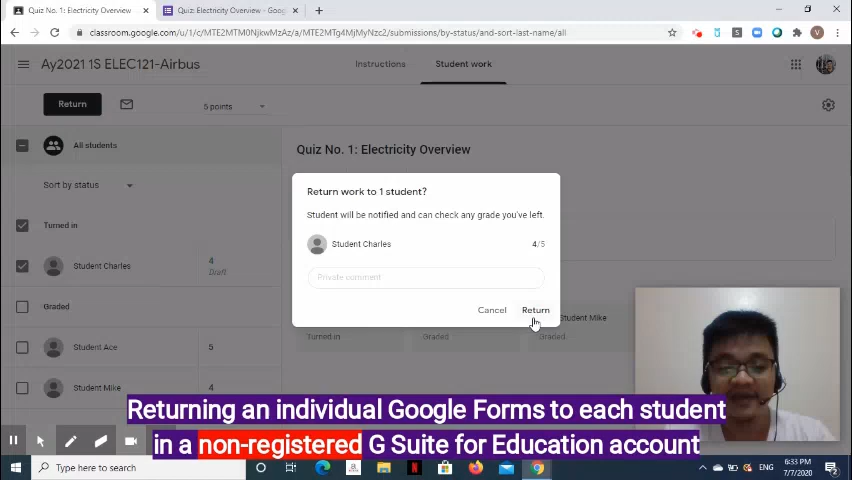 Quiz No. 1: Electricity Overview
Quiz: Electricity Overview - Goog
classroom.google.com/u/1/c/MTE2MTM0NjkwMzAz/a/MTE2MTg4MjMyNzc2/submissions/by-status/and-sort-last-name/all
Ay2021 1S ELEC121-Airbus
Instructions
Student work
Return
5 points
All students
Quiz No. 1: Electricity Overview
Sort by status
Return work to 1 student?
Student will be notified and can check any grade you've left.
Turned in
Student Charles
4/5
Student Charles
4
Draft
Private comment
Graded
Cancel
Return
Student Mike
Turned in
Graded
Graded
Student Ace
5
Student Mike
4
Returning an individual Google Forms to each student
in a non-registered G Suite for Education account
Type here to search
ENG
6:33 PM
7/7/2020